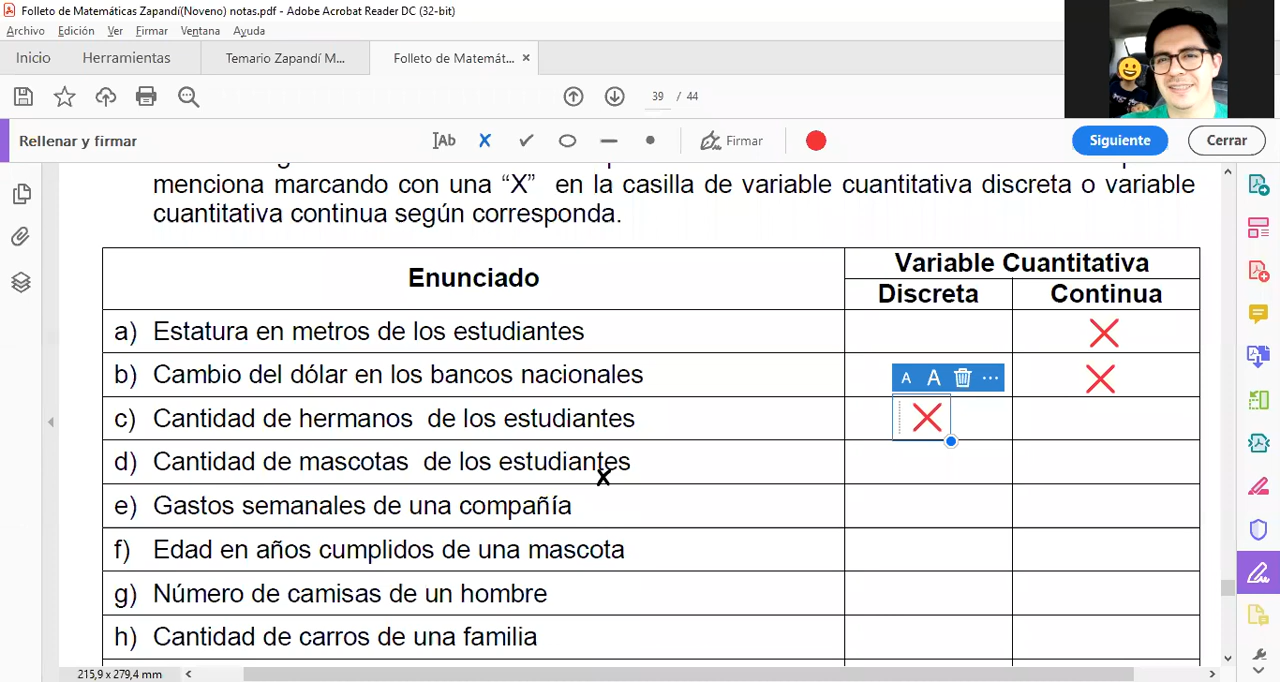 Folleto de Matemáticas Zapandí(Noveno) notas.pdf - Adobe Acrobat Reader DC (32-bit)
Archivo Edición Ver Firmar Ventana Ayuda
Inicio Herramientas Temario Zapandí M... Folleto de Matemát... ×
39 / 44
Rellenar y firmar Ab Firmar Siguiente Cerrar
menciona marcando con una “X” en la casilla de variable cuantitativa discreta o variable
cuantitativa continua según corresponda.
Enunciado Variable Cuantitativa
Discreta Continua
a) Estatura en metros de los estudiantes X
b) Cambio del dólar en los bancos nacionales A A ... X
c) Cantidad de hermanos de los estudiantes X
d) Cantidad de mascotas de los estudiantes
e) Gastos semanales de una compañía
f) Edad en años cumplidos de una mascota
g) Número de camisas de un hombre
h) Cantidad de carros de una familia
215,9 x 279,4 mm